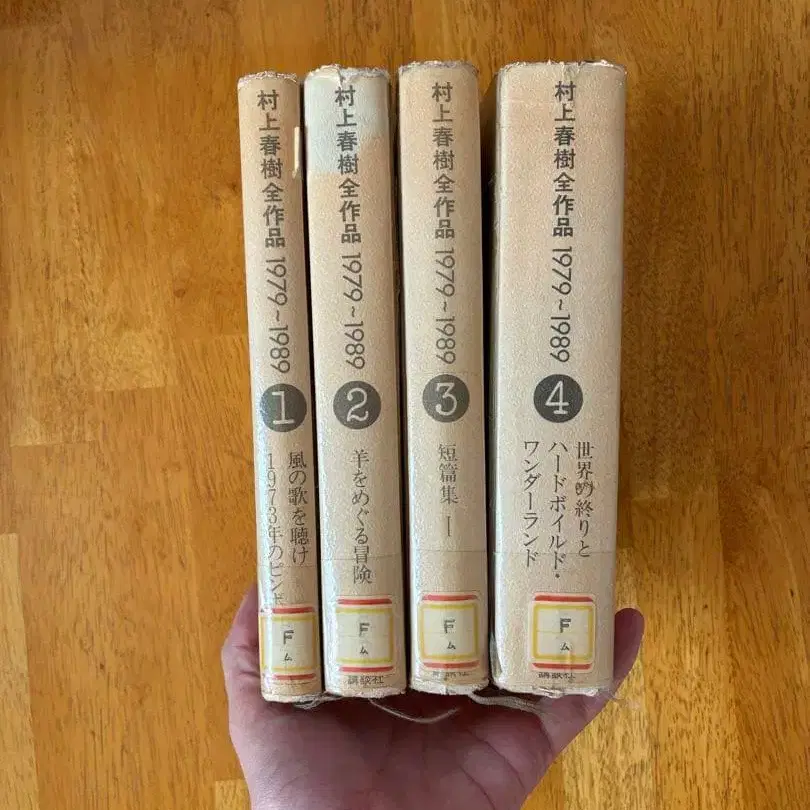 村上春樹全作品 1979〜1989
1
風の歌を聴け
1973年のピンボ
F
ム
村上春樹全作品 1979〜1989
2
羊をめぐる冒険
F
ム
講談社
村上春樹全作品 1979〜1989
3
短篇集 I
F
ム
講談社
村上春樹全作品 1979〜1989
4
世界の終りと
ハードボイルド・
ワンダーランド
F
ム
講談社